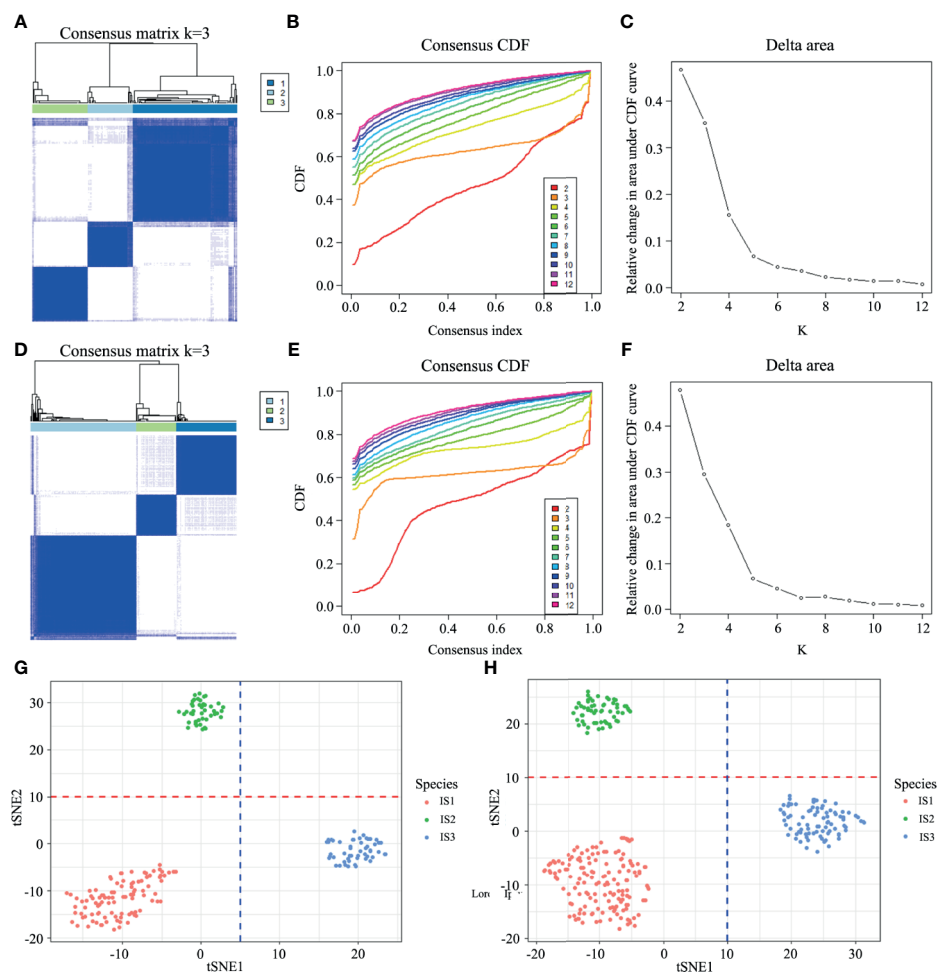 A
Consensus matrix k=3
1
2
3
B
Consensus CDF
CDF
1.0
0.8
0.6
0.4
0.2
0.0
0.0 0.2 0.4 0.6 0.8 1.0
Consensus index
2
3
4
5
6
7
8
9
10
11
12
C
Delta area
Relative change in area under CDF curve
0.4
0.3
0.2
0.1
0.0
2 4 6 8 10 12
K
D
Consensus matrix k=3
1
2
3
E
Consensus CDF
CDF
1.0
0.8
0.6
0.4
0.2
0.0
0.0 0.2 0.4 0.6 0.8 1.0
Consensus index
2
3
4
5
6
7
8
9
10
11
12
F
Delta area
Relative change in area under CDF curve
0.4
0.3
0.2
0.1
0.0
2 4 6 8 10 12
K
G
tSNE2
30
20
10
0
-10
-20
-10 0 10 20
tSNE1
Species
IS1
IS2
IS3
H
tSNE2
20
10
0
-10
-20
-20 -10 0 10 20 30
tSNE1
Species
IS1
IS2
IS3